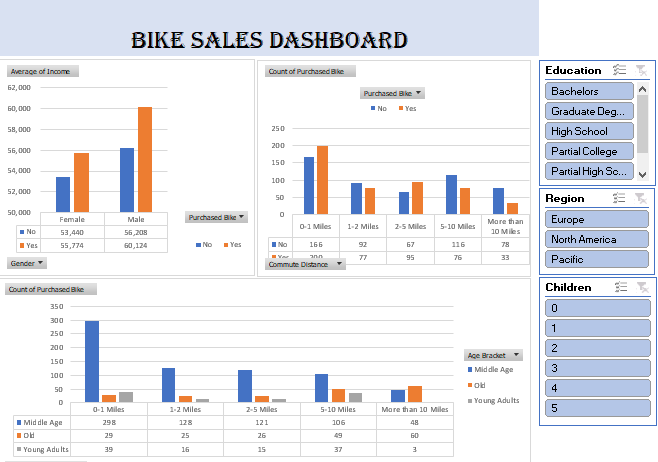 BIKE SALES DASHBOARD
Average of Income
62,000
60,000
58,000
56,000
54,000
52,000
50,000
Female Male
No 53,440 56,208
Yes 55,774 60,124
Gender
Purchased Bike
No Yes
Count of Purchased Bike
Purchased Bike
No Yes
250
200
150
100
50
0
0-1 Miles 1-2 Miles 2-5 Miles 5-10 Miles More than
10 Miles
No 166 92 67 116 78
Yes 200 77 95 76 33
Commute Distance
Count of Purchased Bike
350
300
250
200
150
100
50
0
0-1 Miles 1-2 Miles 2-5 Miles 5-10 Miles More than 10 Miles
Middle Age 298 128 121 106 48
Old 29 25 26 49 60
Young Adults 39 16 15 37 3
Age Bracket
Middle Age
Old
Young Adults
Education
Bachelors
Graduate Deg...
High School
Partial College
Partial High Sc...
Region
Europe
North America
Pacific
Children
0
1
2
3
4
5